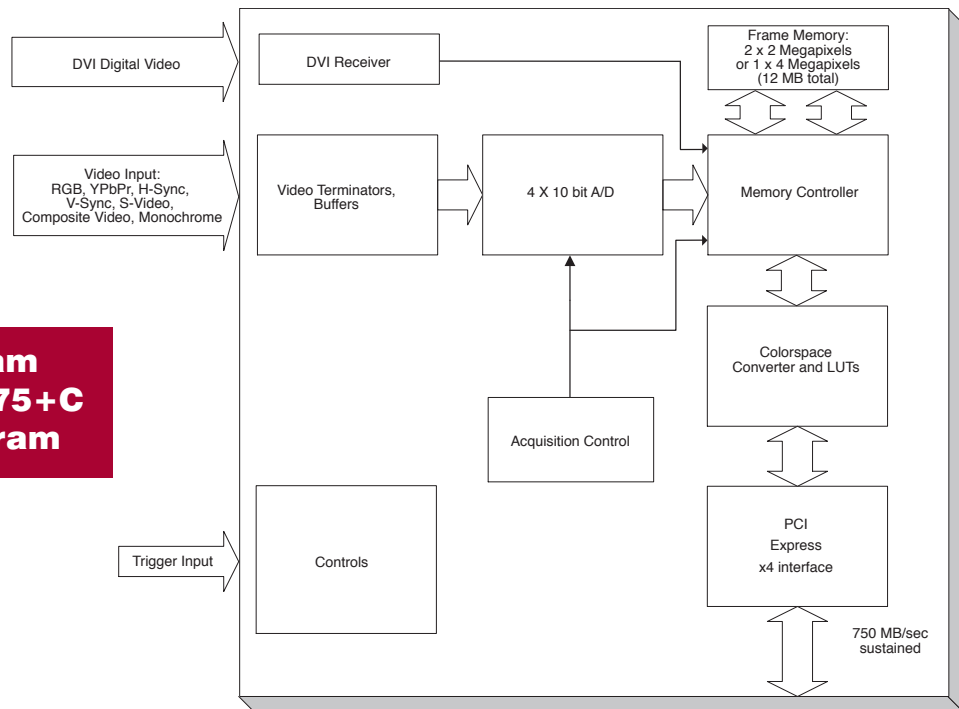 DVI Digital Video
DVI Receiver
Frame Memory:
2 x 2 Megapixels
or 1 x 4 Megapixels
(12 MB total)
Video Input:
RGB, YPbPr, H-Sync,
V-Sync, S-Video,
Composite Video, Monochrome
Video Terminators,
Buffers
4 X 10 bit A/D
Memory Controller
Colorspace
Converter and LUTs
75+C
Acquisition Control
Trigger Input
Controls
PCI
Express
x4 interface
750 MB/sec
sustained